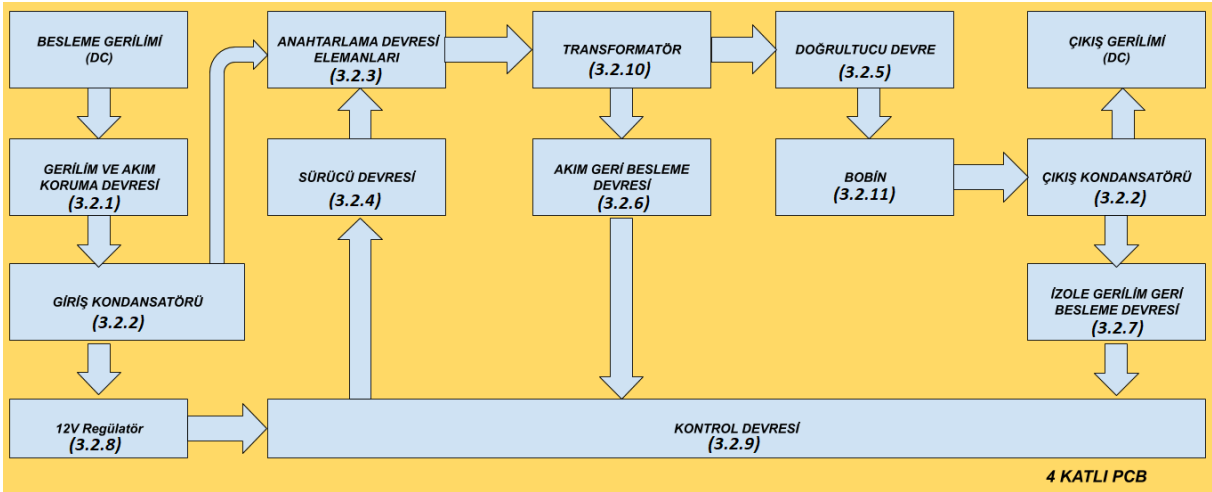 BESLEME GERİLİMİ
(DC)
ANAHTARLAMA DEVRESİ
ELEMANLARI
(3.2.3)
TRANSFORMATÖR
(3.2.10)
DOĞRULTUCU DEVRE
(3.2.5)
ÇIKIŞ GERİLİMİ
(DC)
GERİLİM VE AKIM
KORUMA DEVRESİ
(3.2.1)
SÜRÜCÜ DEVRESİ
(3.2.4)
AKIM GERİ BESLEME
DEVRESİ
(3.2.6)
BOBİN
(3.2.11)
ÇIKIŞ KONDANSATÖRÜ
(3.2.2)
GİRİŞ KONDANSATÖRÜ
(3.2.2)
İZOLE GERİLİM GERİ
BESLEME DEVRESİ
(3.2.7)
12V Regülatör
(3.2.8)
KONTROL DEVRESİ
(3.2.9)
4 KATLI PCB